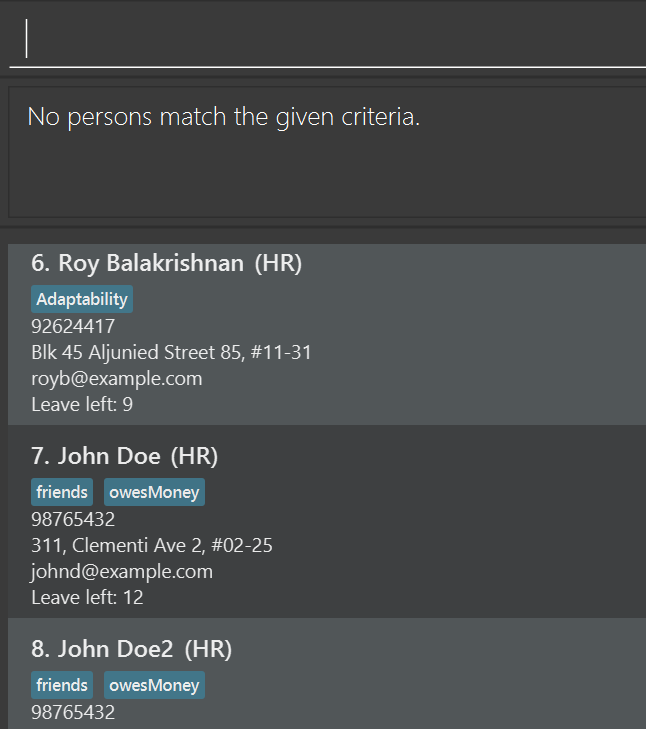 No persons match the given criteria.
6. Roy Balakrishnan (HR)
Adaptability
92624417
Blk 45 Aljunied Street 85, #11-31
royb@example.com
Leave left: 9
7. John Doe (HR)
friends owesMoney
98765432
311, Clementi Ave 2, #02-25
johnd@example.com
Leave left: 12
8. John Doe2 (HR)
friends owesMoney
98765432